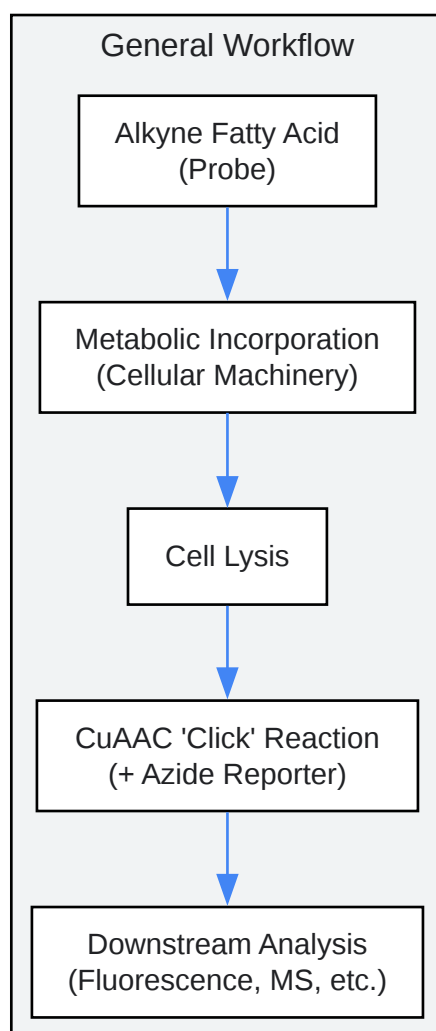 General Workflow
Alkyne Fatty Acid
(Probe)
Metabolic Incorporation
(Cellular Machinery)
Cell Lysis
CuAAC 'Click' Reaction
(+ Azide Reporter)
Downstream Analysis
(Fluorescence, MS, etc.)